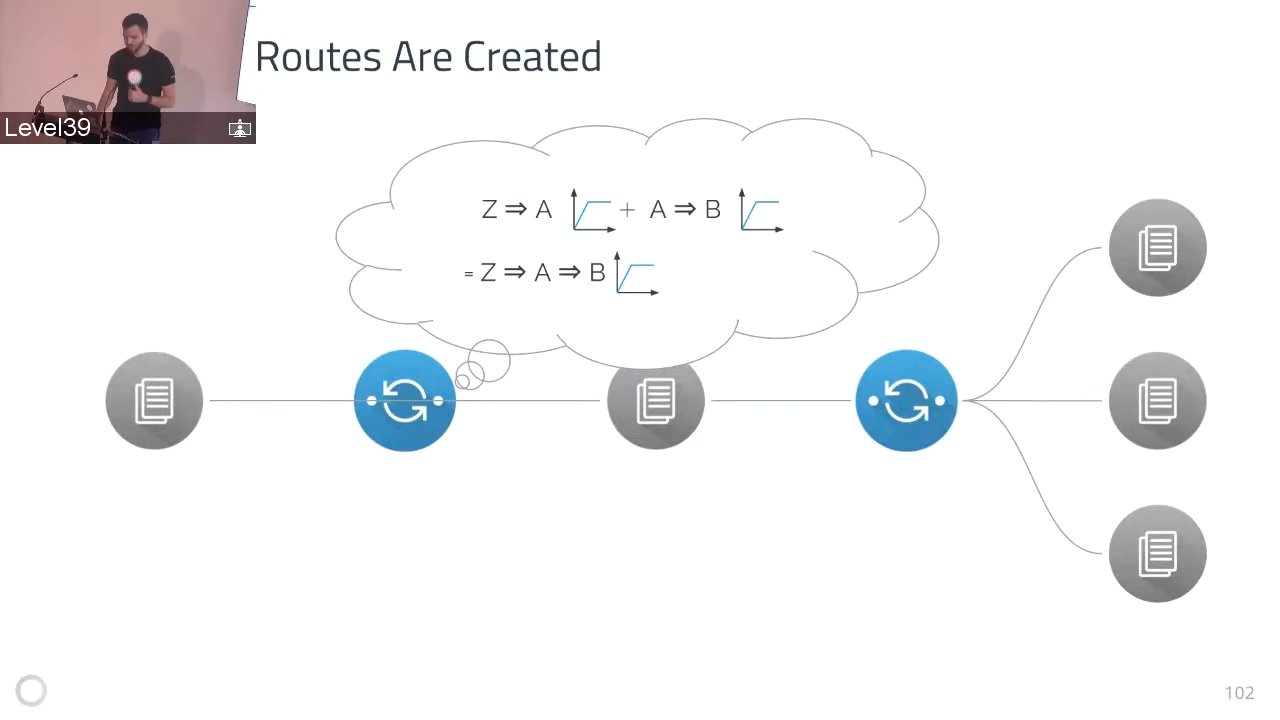 Routes Are Created
Level39
Z ⇒ A + A ⇒ B
= Z ⇒ A ⇒ B
102